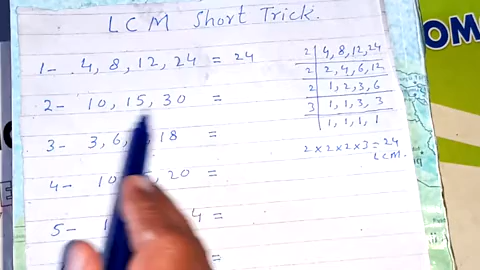 LCM Short Trick.
1- 4, 8, 12, 24 = 24
2- 10, 15, 30 =
3- 3, 6, 18 =
4- 10 20 =
5- 4 =
=
2 | 4, 8, 12, 24
2 | 2, 4, 6, 12
2 | 1, 2, 3, 6
3 | 1, 1, 3, 3
1, 1, 1, 1
2 x 2 x 2 x 3 = 24
LCM.
OM